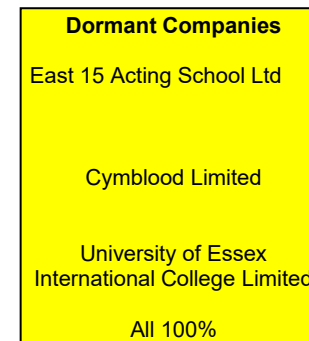 Dormant Companies
East 15 Acting School Ltd
Cymblood Limited
University of Essex
International College Limited
All 100%